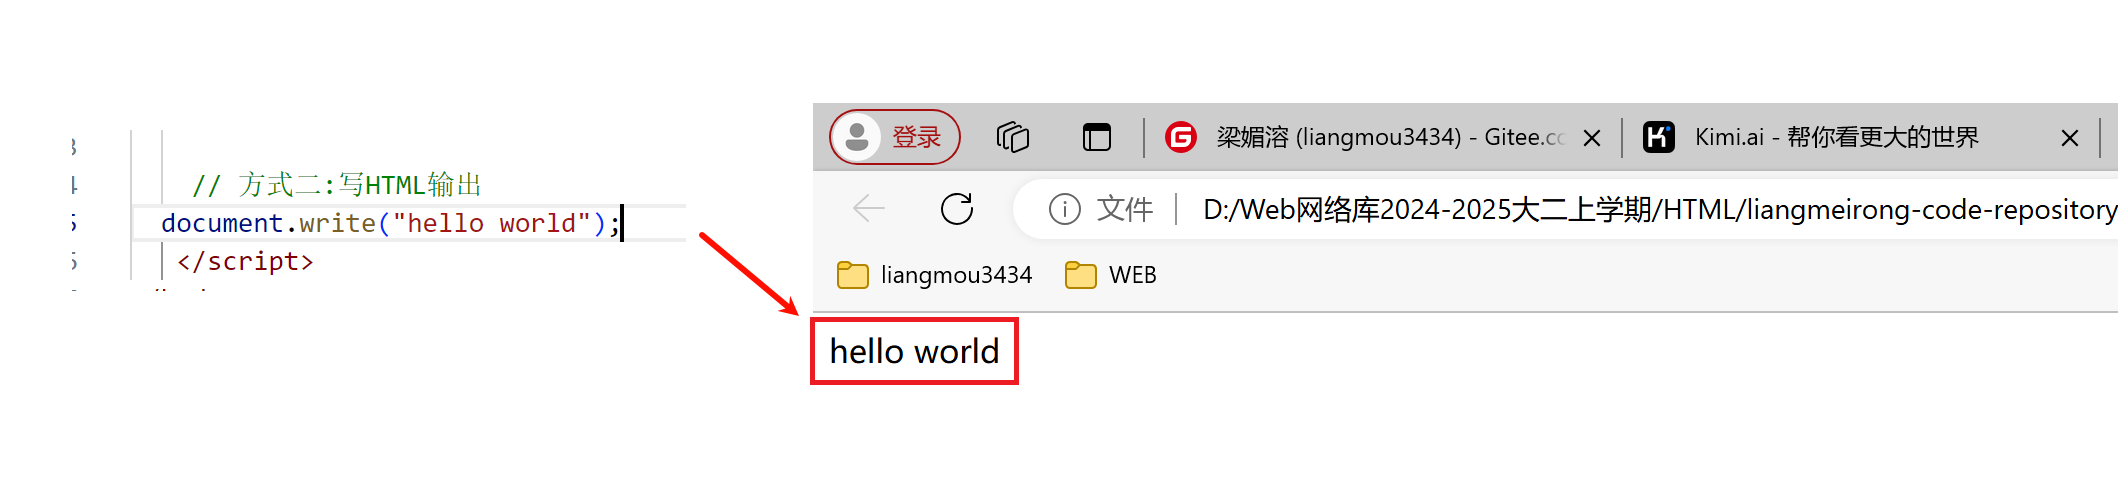 // 方式二:写HTML输出
document.write("hello world");
</script>
登录
梁媚溶 (liangmou3434) - Gitee.co
Kimi.ai - 帮你看更大的世界
文件
D:/Web网络库2024-2025大二上学期/HTML/liangmeirong-code-repository
liangmou3434
WEB
hello world